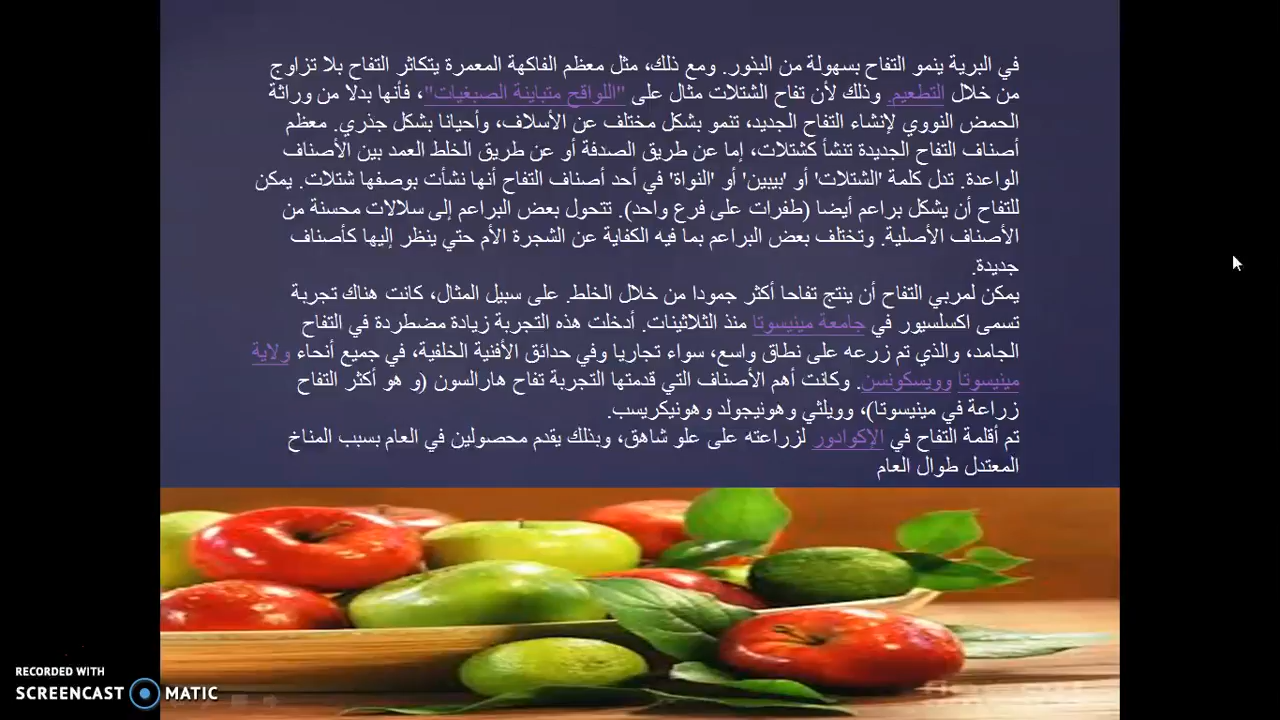 في البرية ينمو التفاح بسهولة من البذور. ومع ذلك، مثل معظم الفاكهة المعمرة يتكاثر التفاح بلا تزاوج
من خلال التطعيم. وذلك لأن تفاح الشتلات مثال على "اللواقح متباينة الصبغيات"، فأنها بدلا من وراثة
الحمض النووي لإنشاء التفاح الجديد، تنمو بشكل مختلف عن الأسلاف، وأحيانا بشكل جذري. معظم
أصناف التفاح الجديدة تنشأ كشتلات، إما عن طريق الصدفة أو عن طريق الخلط العمد بين الأصناف
الواعدة. تدل كلمة 'الشتلات' أو 'بيبين' أو 'النواة' في أحد أصناف التفاح أنها نشأت بوصفها شتلات. يمكن
للتفاح أن يشكل براعم أيضا (طفرات على فرع واحد). تتحول بعض البراعم إلى سلالات محسنة من
الأصناف الأصلية. وتختلف بعض البراعم بما فيه الكفاية عن الشجرة الأم حتي ينظر إليها كأصناف
جديدة.
يمكن لمربي التفاح أن ينتج تفاحا أكثر جمودا من خلال الخلط. على سبيل المثال، كانت هناك تجربة
تسمى اكسلسيور في جامعة مينيسوتا منذ الثلاثينات. أدخلت هذه التجربة زيادة مضطردة في التفاح
الجامد، والذي تم زرعه على نطاق واسع، سواء تجاريا وفي حدائق الأفنية الخلفية، في جميع أنحاء ولاية
مينيسوتا وويسكونسن. وكانت أهم الأصناف التي قدمتها التجربة تفاح هارالسون (و هو أكثر التفاح
زراعة في مينيسوتا)، وويلثي وهونيجولد وهونيكريسب.
تم أقلمة التفاح في الإكوادور لزراعته على علو شاهق، وبذلك يقدم محصولين في العام بسبب المناخ
المعتدل طوال العام
RECORDED WITH
SCREENCAST MATIC